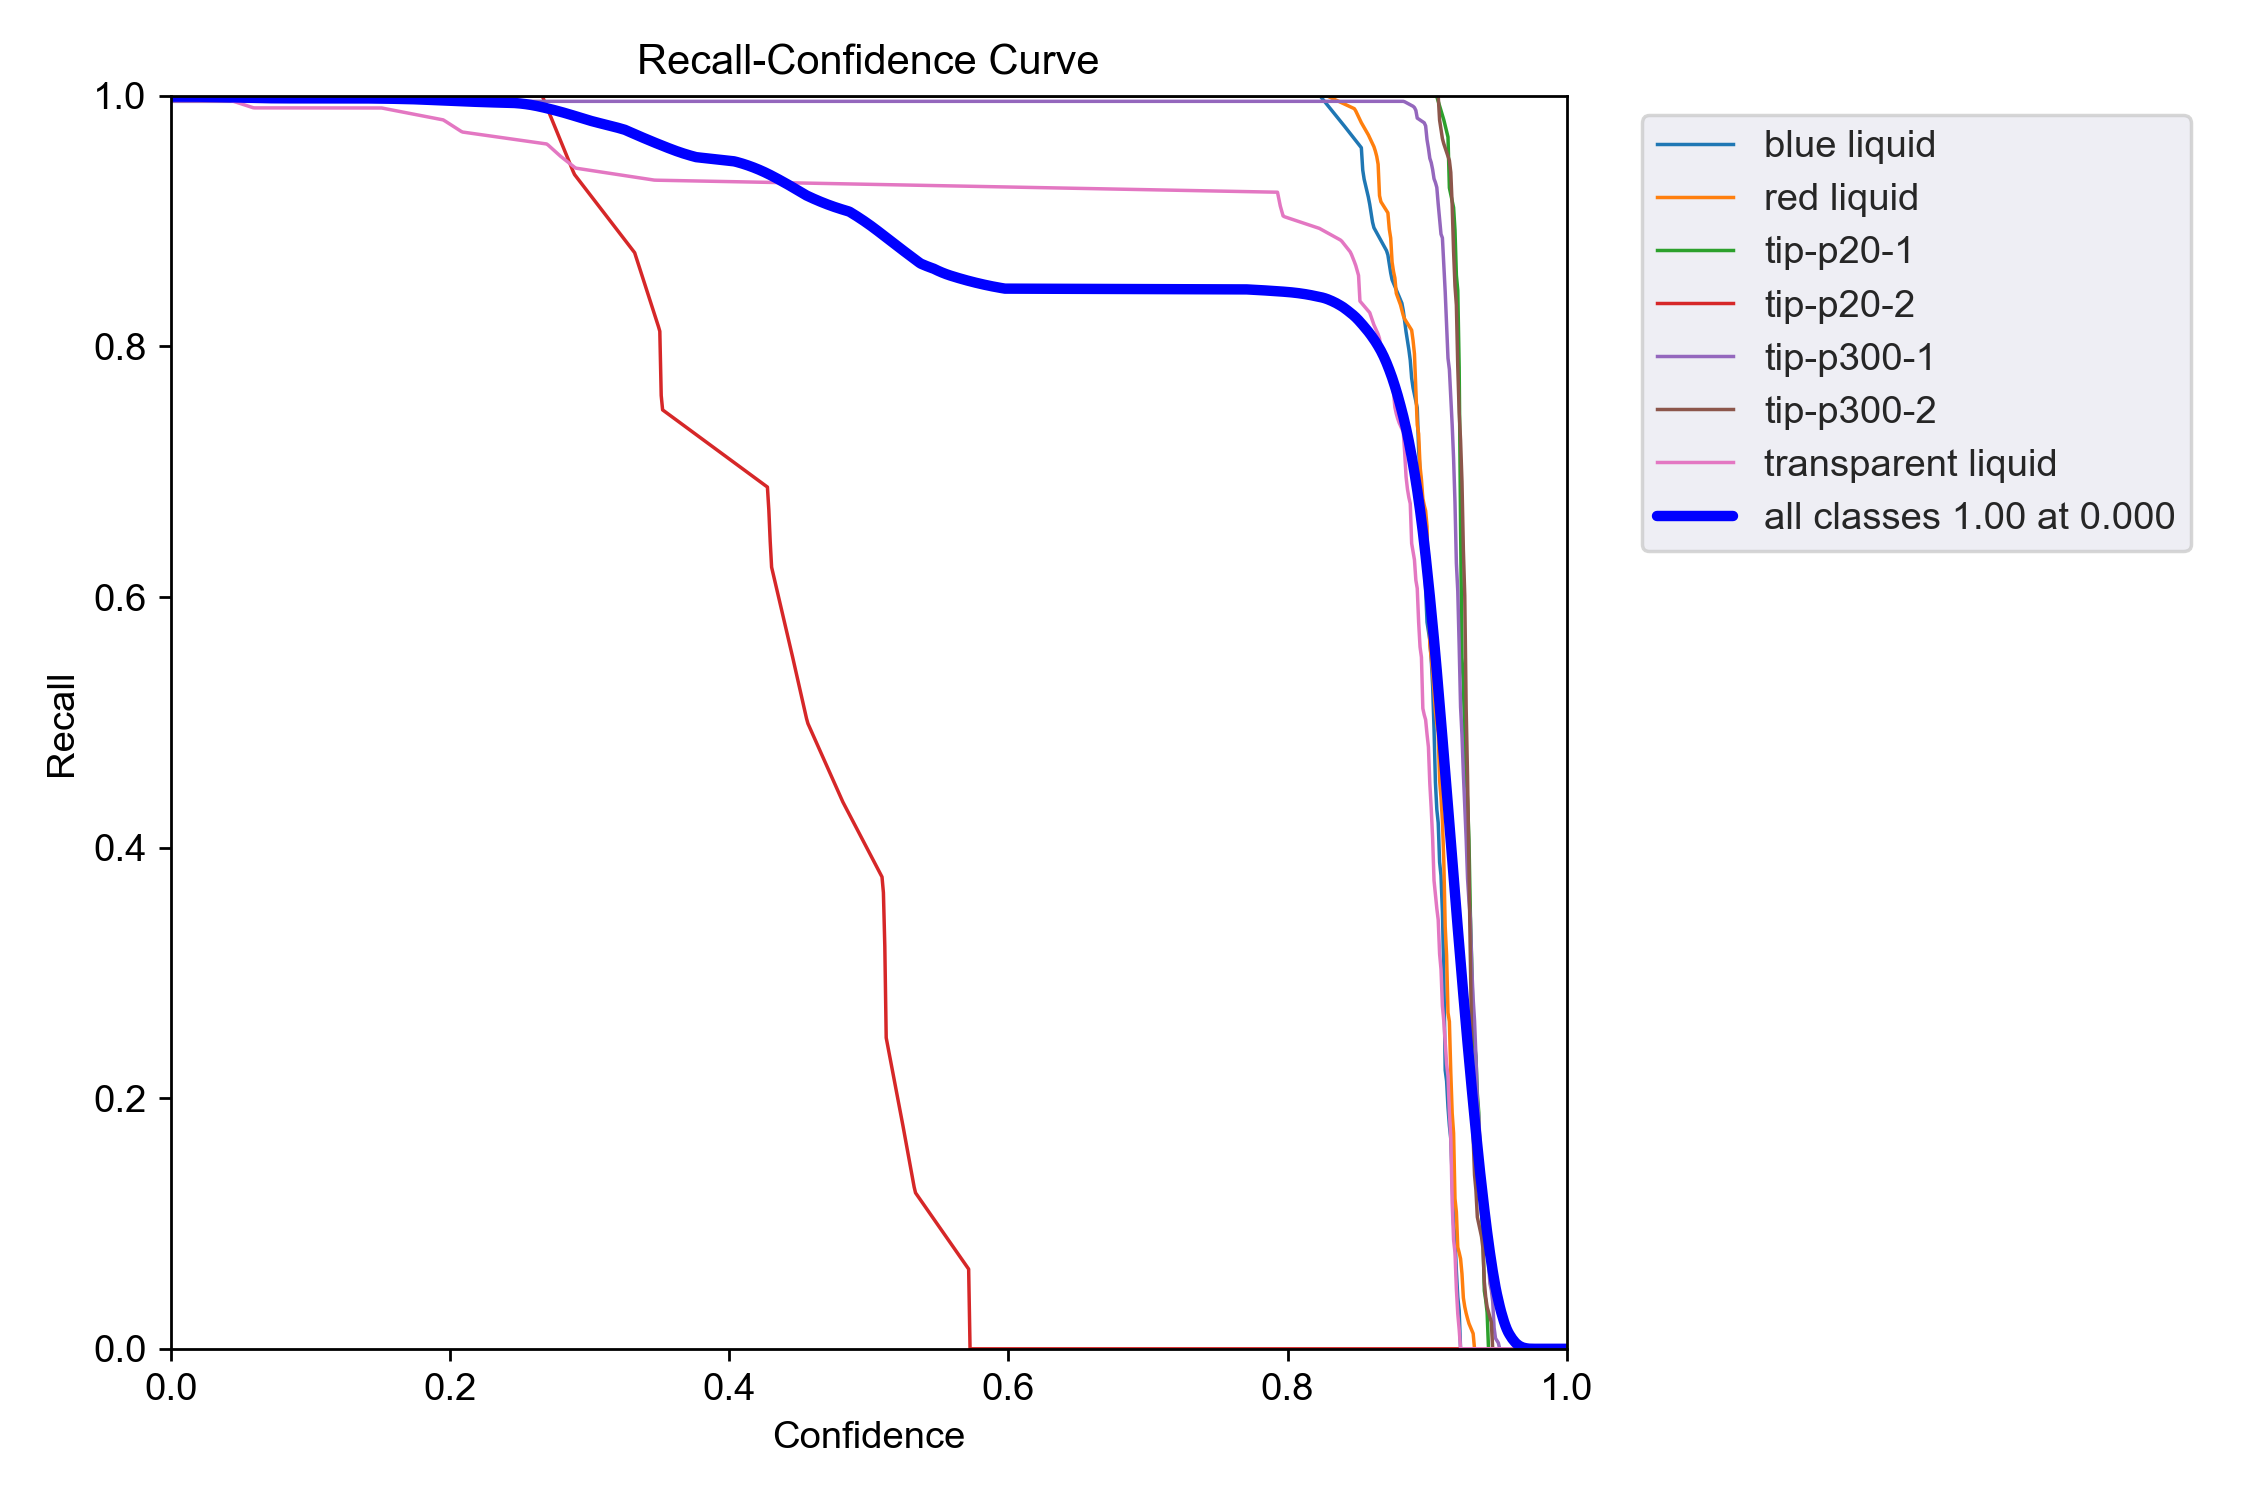 Recall-Confidence Curve
1.0
0.8
0.6
0.4
0.2
0.0
Recall
0.0 0.2 0.4 0.6 0.8 1.0
Confidence
blue liquid
red liquid
tip-p20-1
tip-p20-2
tip-p300-1
tip-p300-2
transparent liquid
all classes 1.00 at 0.000